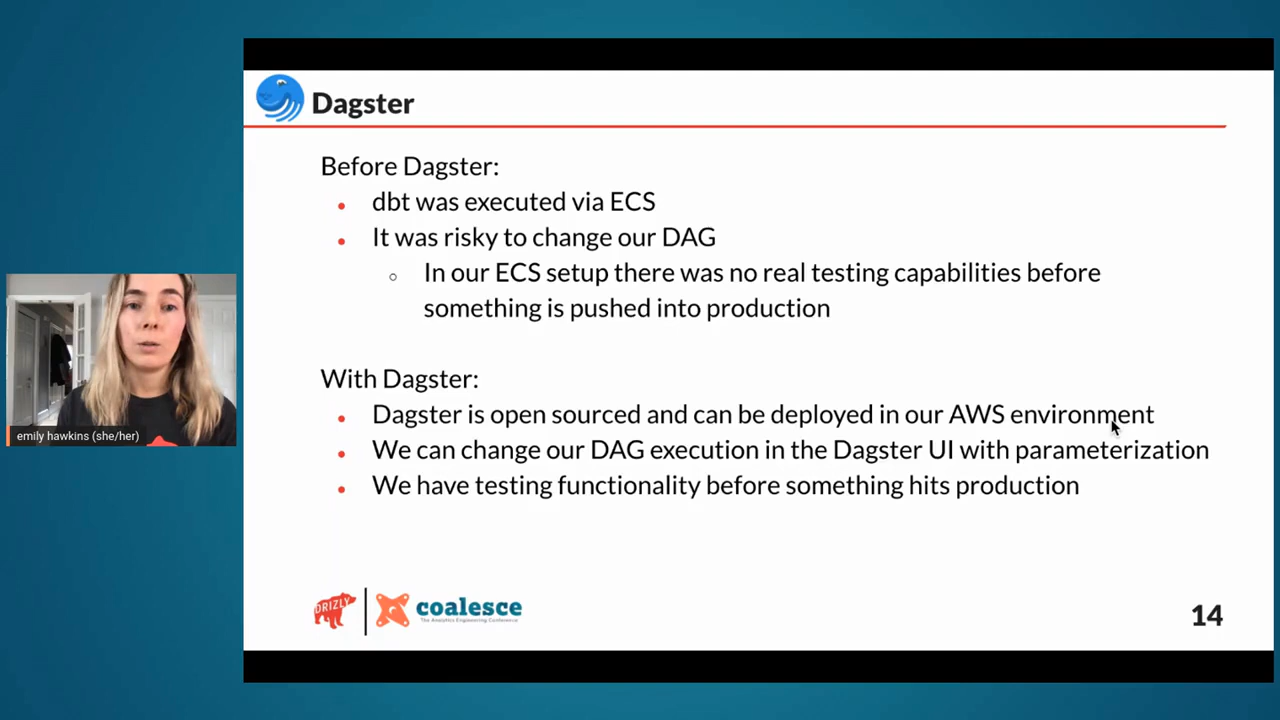 Dagster
Before Dagster:
dbt was executed via ECS
It was risky to change our DAG
In our ECS setup there was no real testing capabilities before
something is pushed into production
With Dagster:
Dagster is open sourced and can be deployed in our AWS environment
We can change our DAG execution in the Dagster UI with parameterization
We have testing functionality before something hits production
emily hawkins (she/her)
DRIZLY
coalesce
The Analytics Engineering Conference
14